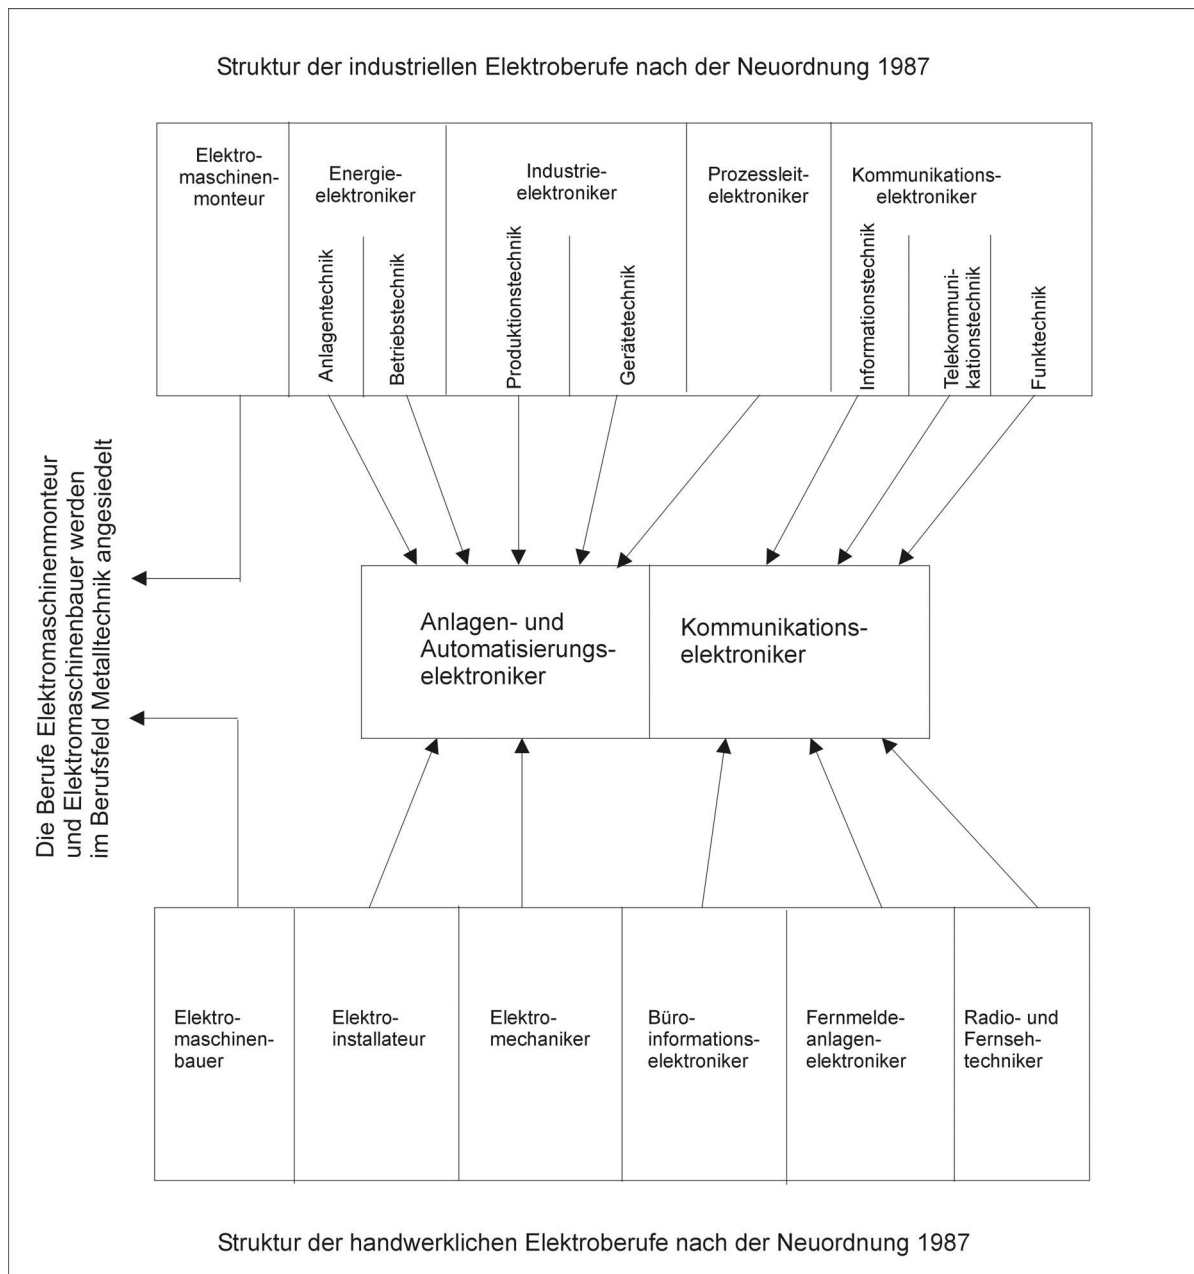 Struktur der industriellen Elektroberufe nach der Neuordnung 1987
Elektro-
maschinen-
monteur
Energie-
elektroniker
Anlagentechnik
Betriebstechnik
Industrie-
elektroniker
Produktionstechnik
Gerätetechnik
Prozessleit-
elektroniker
Kommunikations-
elektroniker
Informationstechnik
Telekommuni-
kationstechnik
Funktechnik
Die Berufe Elektromaschinenmonteur
und Elektromaschinenbauer werden
im Berufsfeld Metalltechnik angesiedelt
Anlagen- und
Automatisierungs-
elektroniker
Kommunikations-
elektroniker
Elektro-
maschinen-
bauer
Elektro-
installateur
Elektro-
mechaniker
Büro-
informations-
elektroniker
Fernmelde-
anlagen-
elektroniker
Radio- und
Fernseh-
techniker
Struktur der handwerklichen Elektroberufe nach der Neuordnung 1987